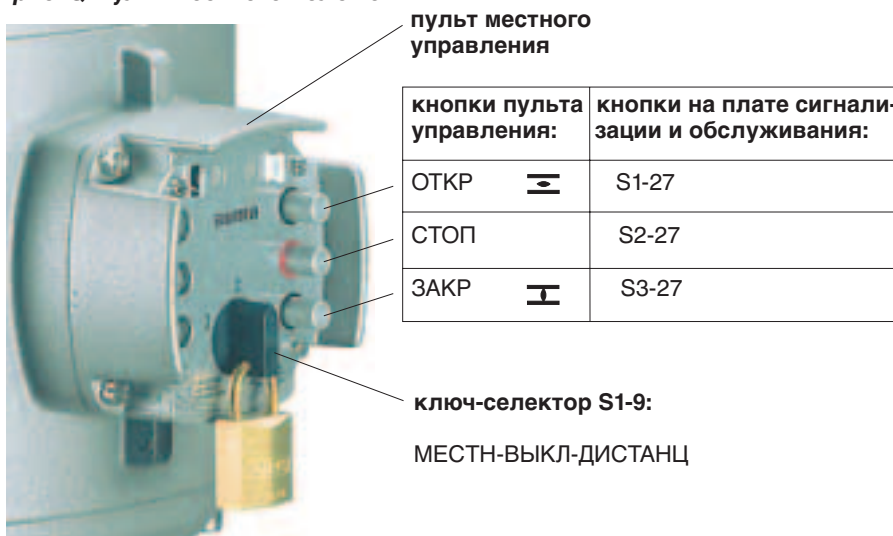 пульт местного
управления
кнопки пульта
управления:
кнопки на плате сигнали-
зации и обслуживания:
ОТКР S1-27
СТОП S2-27
ЗАКР S3-27
ключ-селектор S1-9:
МЕСТН-ВЫКЛ-ДИСТАНЦ